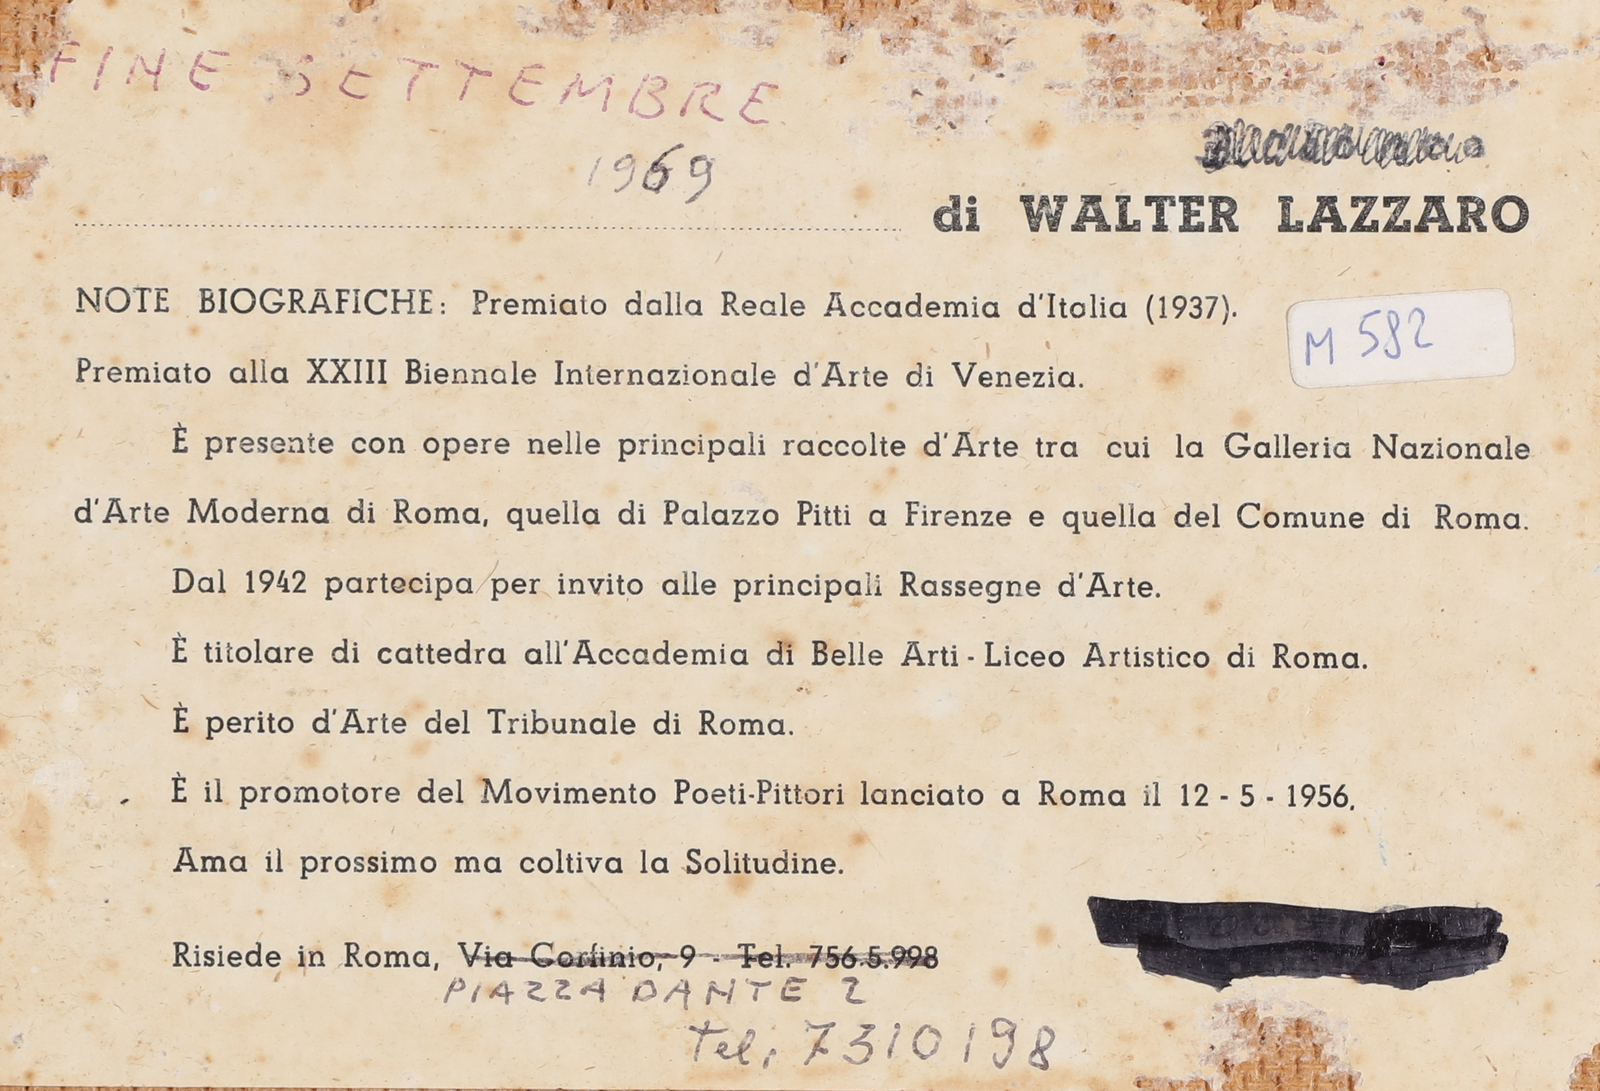 FINE SETTEMBRE
1969
di WALTER LAZZARO
NOTE BIOGRAFICHE: Premiato dalla Reale Accademia d'Italia (1937).
M 582
Premiato alla XXIII Biennale Internazionale d'Arte di Venezia.
È presente con opere nelle principali raccolte d'Arte tra cui la Galleria Nazionale
d'Arte Moderna di Roma, quella di Palazzo Pitti a Firenze e quella del Comune di Roma.
Dal 1942 partecipa per invito alle principali Rassegne d'Arte.
È titolare di cattedra all'Accademia di Belle Arti - Liceo Artistico di Roma.
È perito d'Arte del Tribunale di Roma.
È il promotore del Movimento Poeti-Pittori lanciato a Roma il 12 - 5 - 1956.
Ama il prossimo ma coltiva la Solitudine.
Risiede in Roma, Via Corfinio, 9 - Tel. 756.5.998
PIAZZA DANTE 2
tel. 7310198